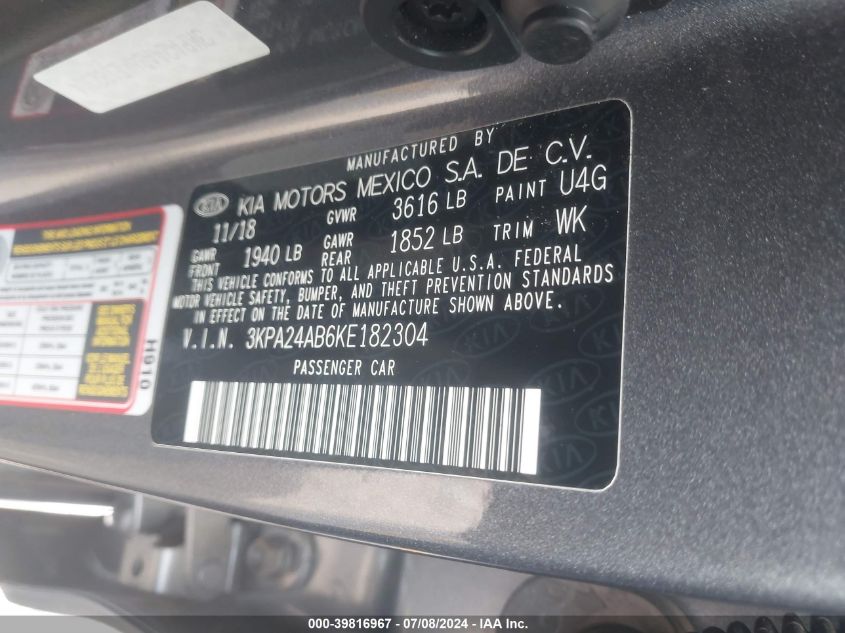 MANUFACTURED BY
KIA KIA MOTORS MEXICO S.A. DE C.V.
11/18 GVWR 3616 LB PAINT U4G
GAWR FRONT 1940 LB GAWR REAR 1852 LB TRIM WK
THIS VEHICLE CONFORMS TO ALL APPLICABLE U.S.A. FEDERAL
MOTOR VEHICLE SAFETY, BUMPER, AND THEFT PREVENTION STANDARDS
IN EFFECT ON THE DATE OF MANUFACTURE SHOWN ABOVE.
V.I.N. 3KPA24AB6KE182304
PASSENGER CAR
H910
000-39816967 - 07/08/2024 - IAA Inc.